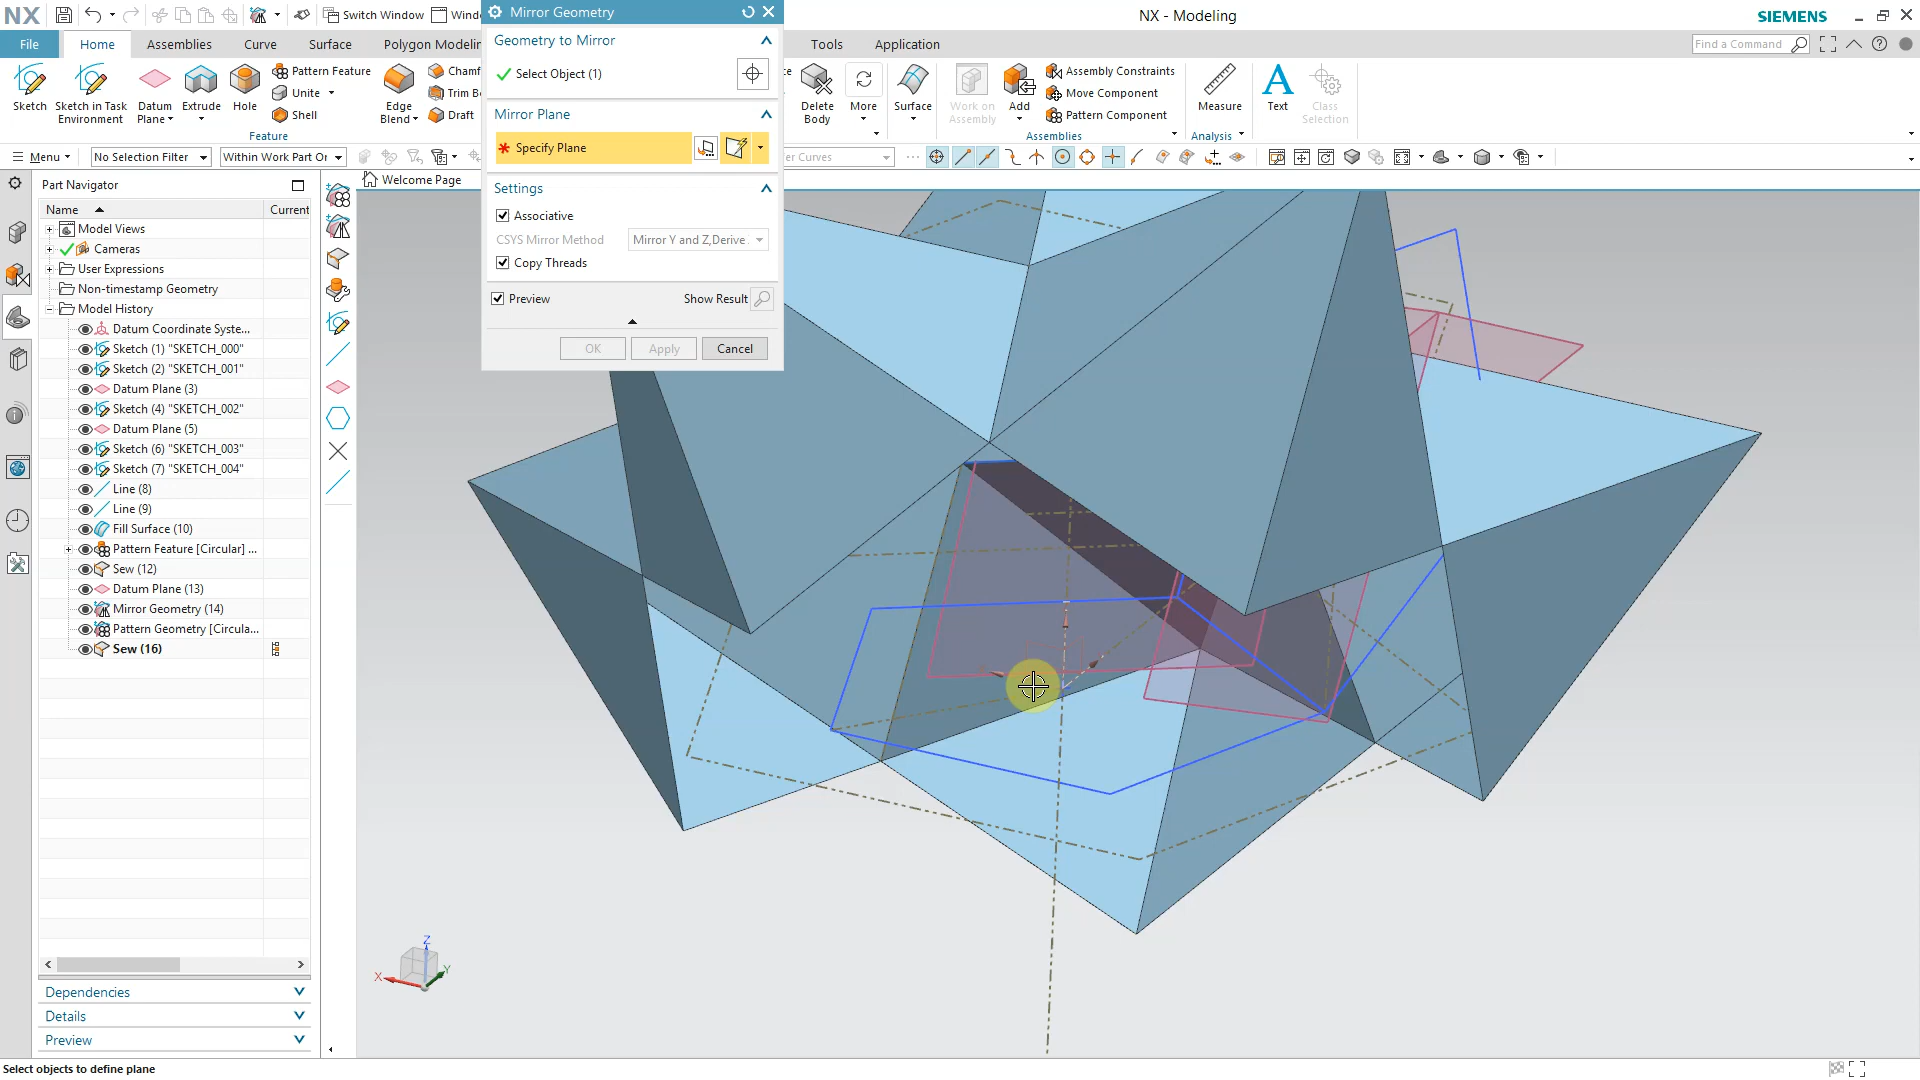 NX
Switch Window
Windo
Mirror Geometry
NX - Modeling
SIEMENS
File
Home
Assemblies
Curve
Surface
Polygon Modelin
Tools
Application
Find a Command
Sketch
Sketch in Task
Environment
Datum
Plane
Extrude
Hole
Pattern Feature
Unite
Shell
Edge
Blend
Chamf
Trim B
Draft
Feature
Delete
Body
More
Surface
Work on
Assembly
Add
Assembly Constraints
Move Component
Pattern Component
Assemblies
Measure
Analysis
Text
Class
Selection
Menu
No Selection Filter
Within Work Part Or
er Curves
Geometry to Mirror
Select Object (1)
Mirror Plane
Specify Plane
Settings
Associative
CSYS Mirror Method
Mirror Y and Z,Derive
Copy Threads
Preview
Show Result
OK
Apply
Cancel
Part Navigator
Welcome Page
Name
Current
Model Views
Cameras
User Expressions
Non-timestamp Geometry
Model History
Datum Coordinate Syste...
Sketch (1) "SKETCH_000"
Sketch (2) "SKETCH_001"
Datum Plane (3)
Sketch (4) "SKETCH_002"
Datum Plane (5)
Sketch (6) "SKETCH_003"
Sketch (7) "SKETCH_004"
Line (8)
Line (9)
Fill Surface (10)
Pattern Feature [Circular] ...
Sew (12)
Datum Plane (13)
Mirror Geometry (14)
Pattern Geometry [Circula...
Sew (16)
Z
X
Y
Dependencies
Details
Preview
Select objects to define plane